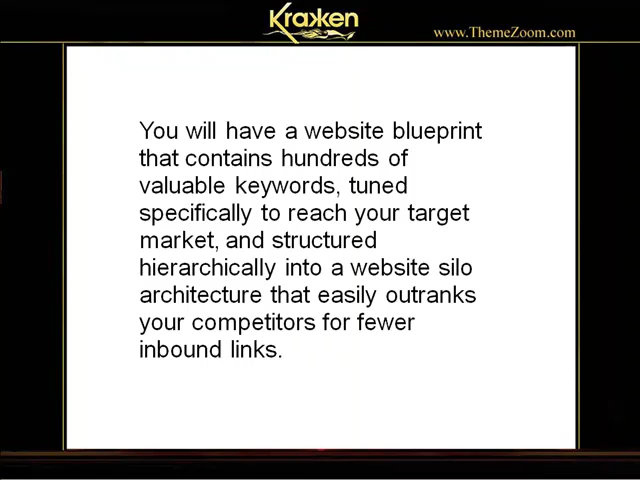 Krakken
www.ThemeZoom.com
You will have a website blueprint
that contains hundreds of
valuable keywords, tuned
specifically to reach your target
market, and structured
hierarchically into a website silo
architecture that easily outranks
your competitors for fewer
inbound links.